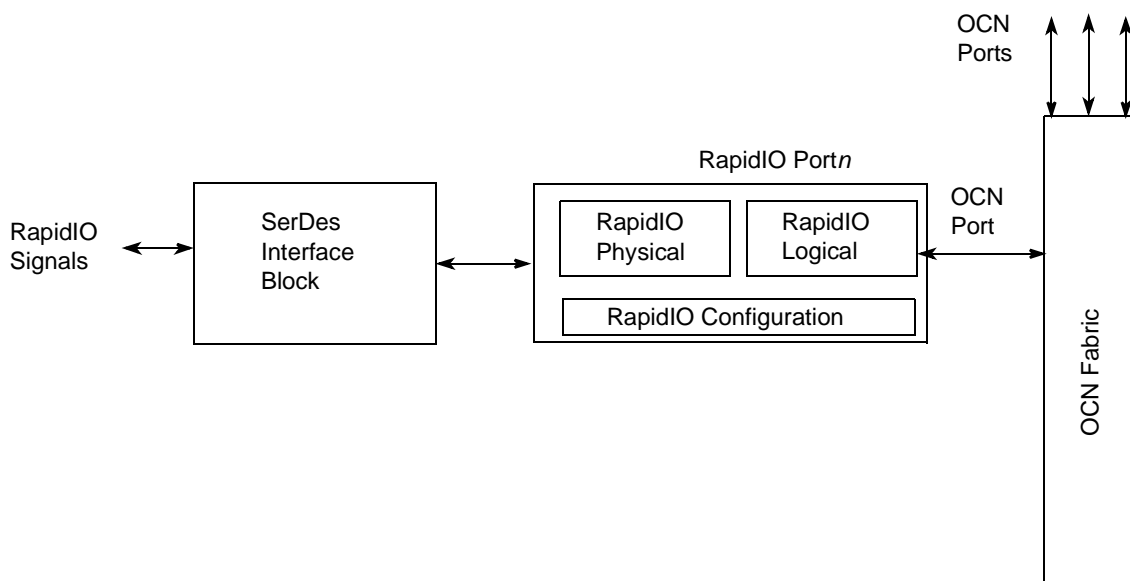 OCN
Ports
RapidIO Portn
RapidIO
Signals
SerDes
Interface
Block
RapidIO
Physical
RapidIO
Logical
RapidIO Configuration
OCN
Port
OCN Fabric